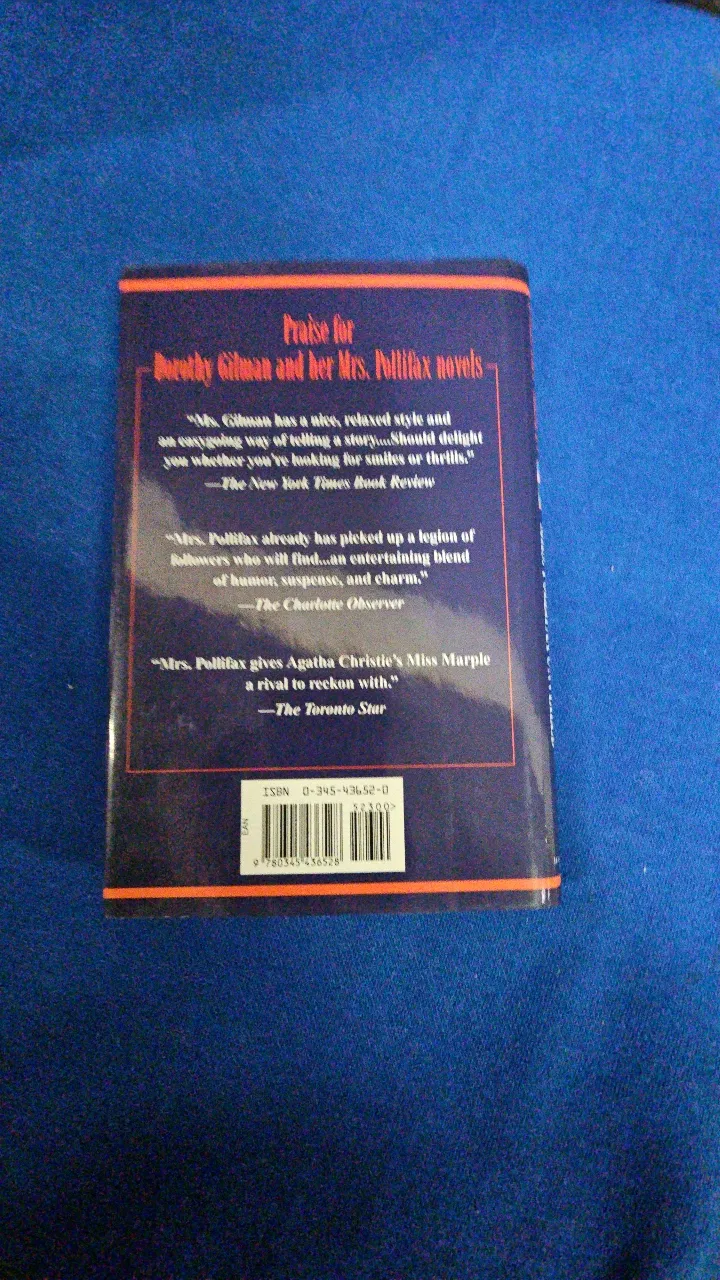 Praise for
Dorothy Gilman and her Mrs. Pollifax novels
“Ms. Gilman has a nice, relaxed style and
an easygoing way of telling a story....Should delight
you whether you're looking for smiles or thrills.”
—The New York Times Book Review
“Mrs. Pollifax already has picked up a legion of
followers who will find...an entertaining blend
of humor, suspense, and charm.”
—The Charlotte Observer
“Mrs. Pollifax gives Agatha Christie's Miss Marple
a rival to reckon with.”
—The Toronto Star
ISBN 0-345-43652-0
52300>
EAN
9 780345 436528